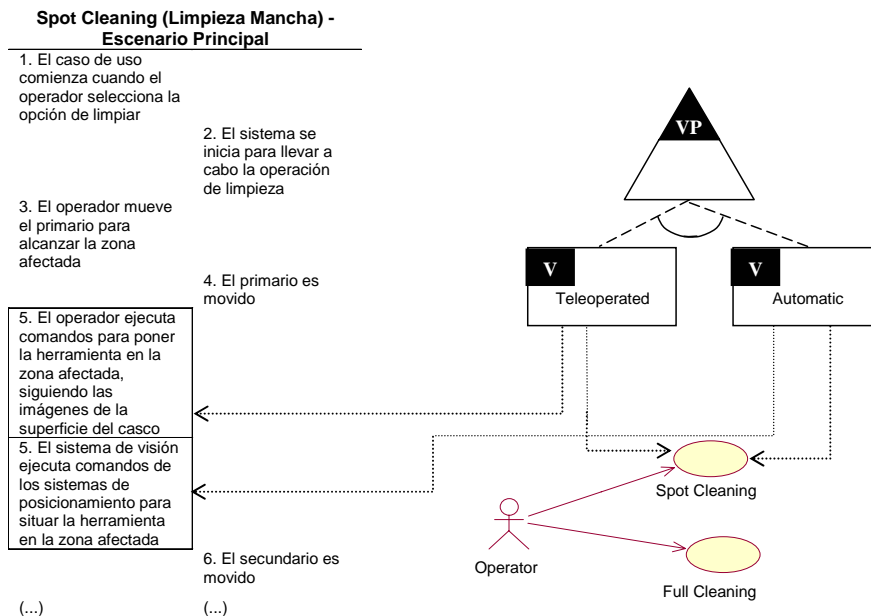 Spot Cleaning (Limpieza Mancha) -
Escenario Principal
1. El caso de uso
comienza cuando el
operador selecciona la
opción de limpiar
2. El sistema se
inicia para llevar a
cabo la operación
de limpieza
3. El operador mueve
el primario para
alcanzar la zona
afectada
4. El primario es
movido
5. El operador ejecuta
comandos para poner
la herramienta en la
zona afectada,
siguiendo las
imágenes de la
superficie del casco
5. El sistema de visión
ejecuta comandos de
los sistemas de
posicionamiento para
situar la herramienta
en la zona afectada
6. El secundario es
movido
(...)
(...)
VP
V
Teleoperated
V
Automatic
Spot Cleaning
Operator
Full Cleaning